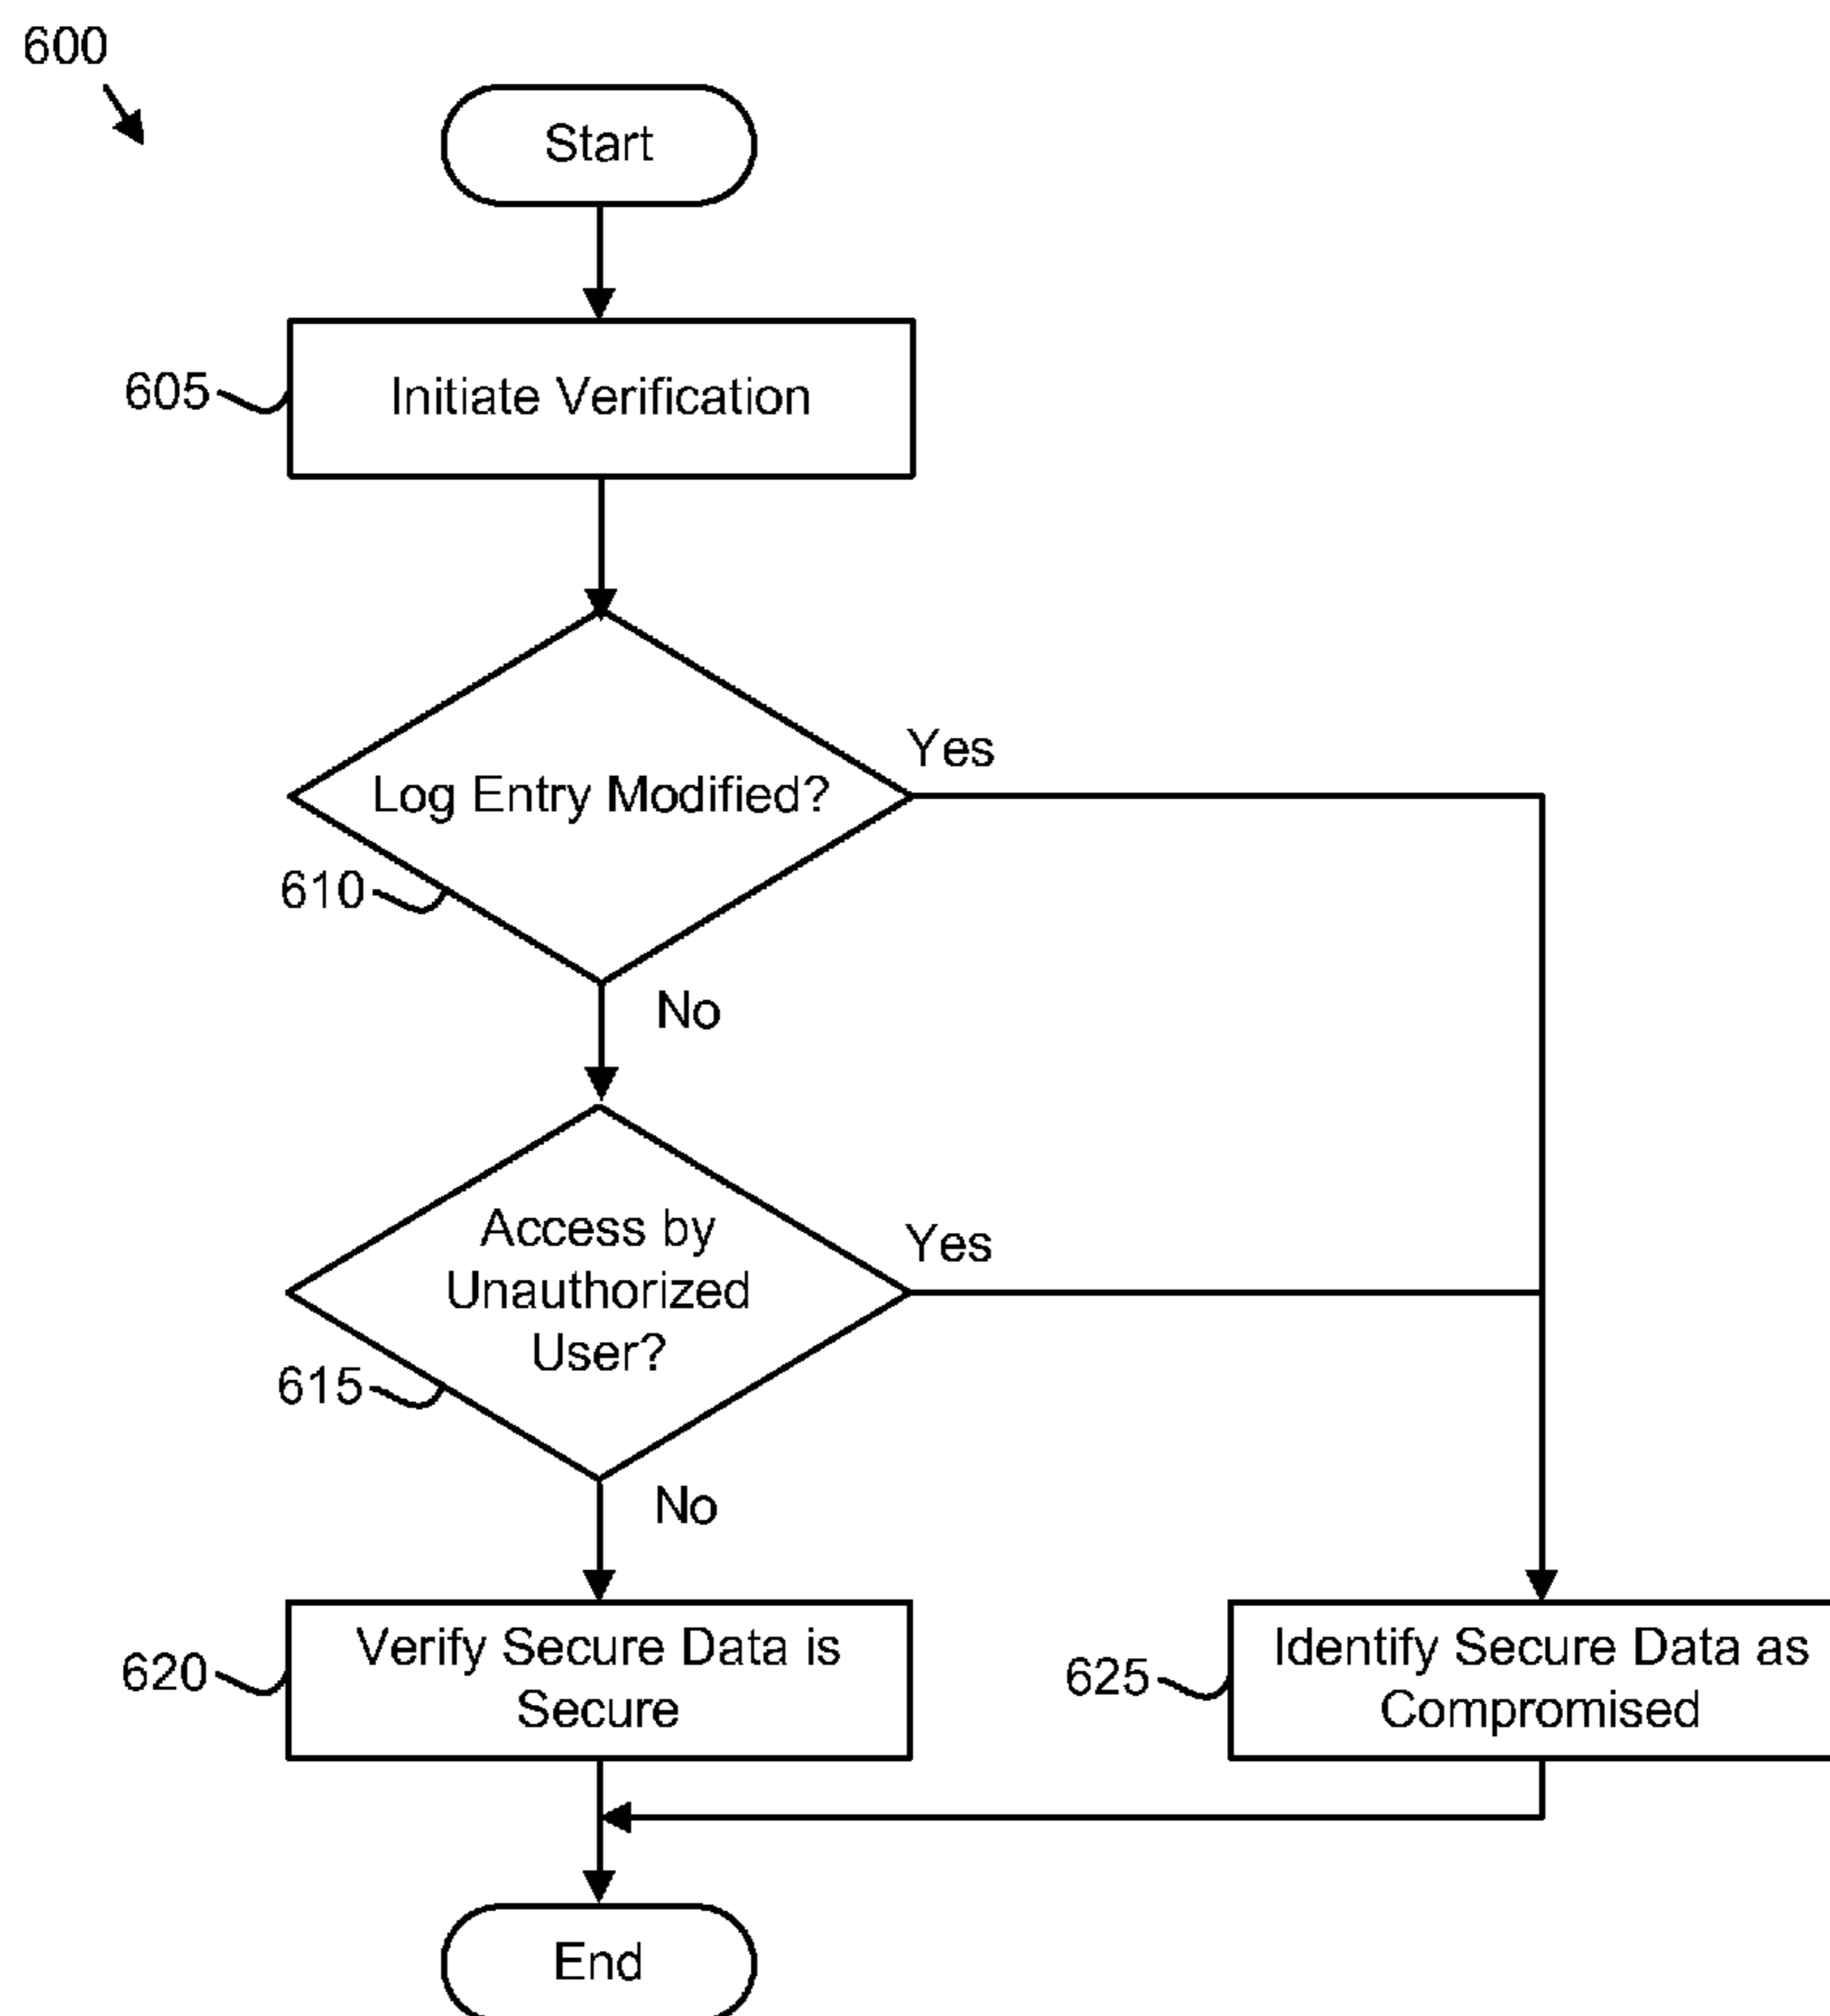 600
Start
605
Initiate Verification
Yes
Log Entry Modified?
610
No
Access by
Unauthorized
User?
Yes
615
No
620
Verify Secure Data is
Secure
625
Identify Secure Data as
Compromised
End